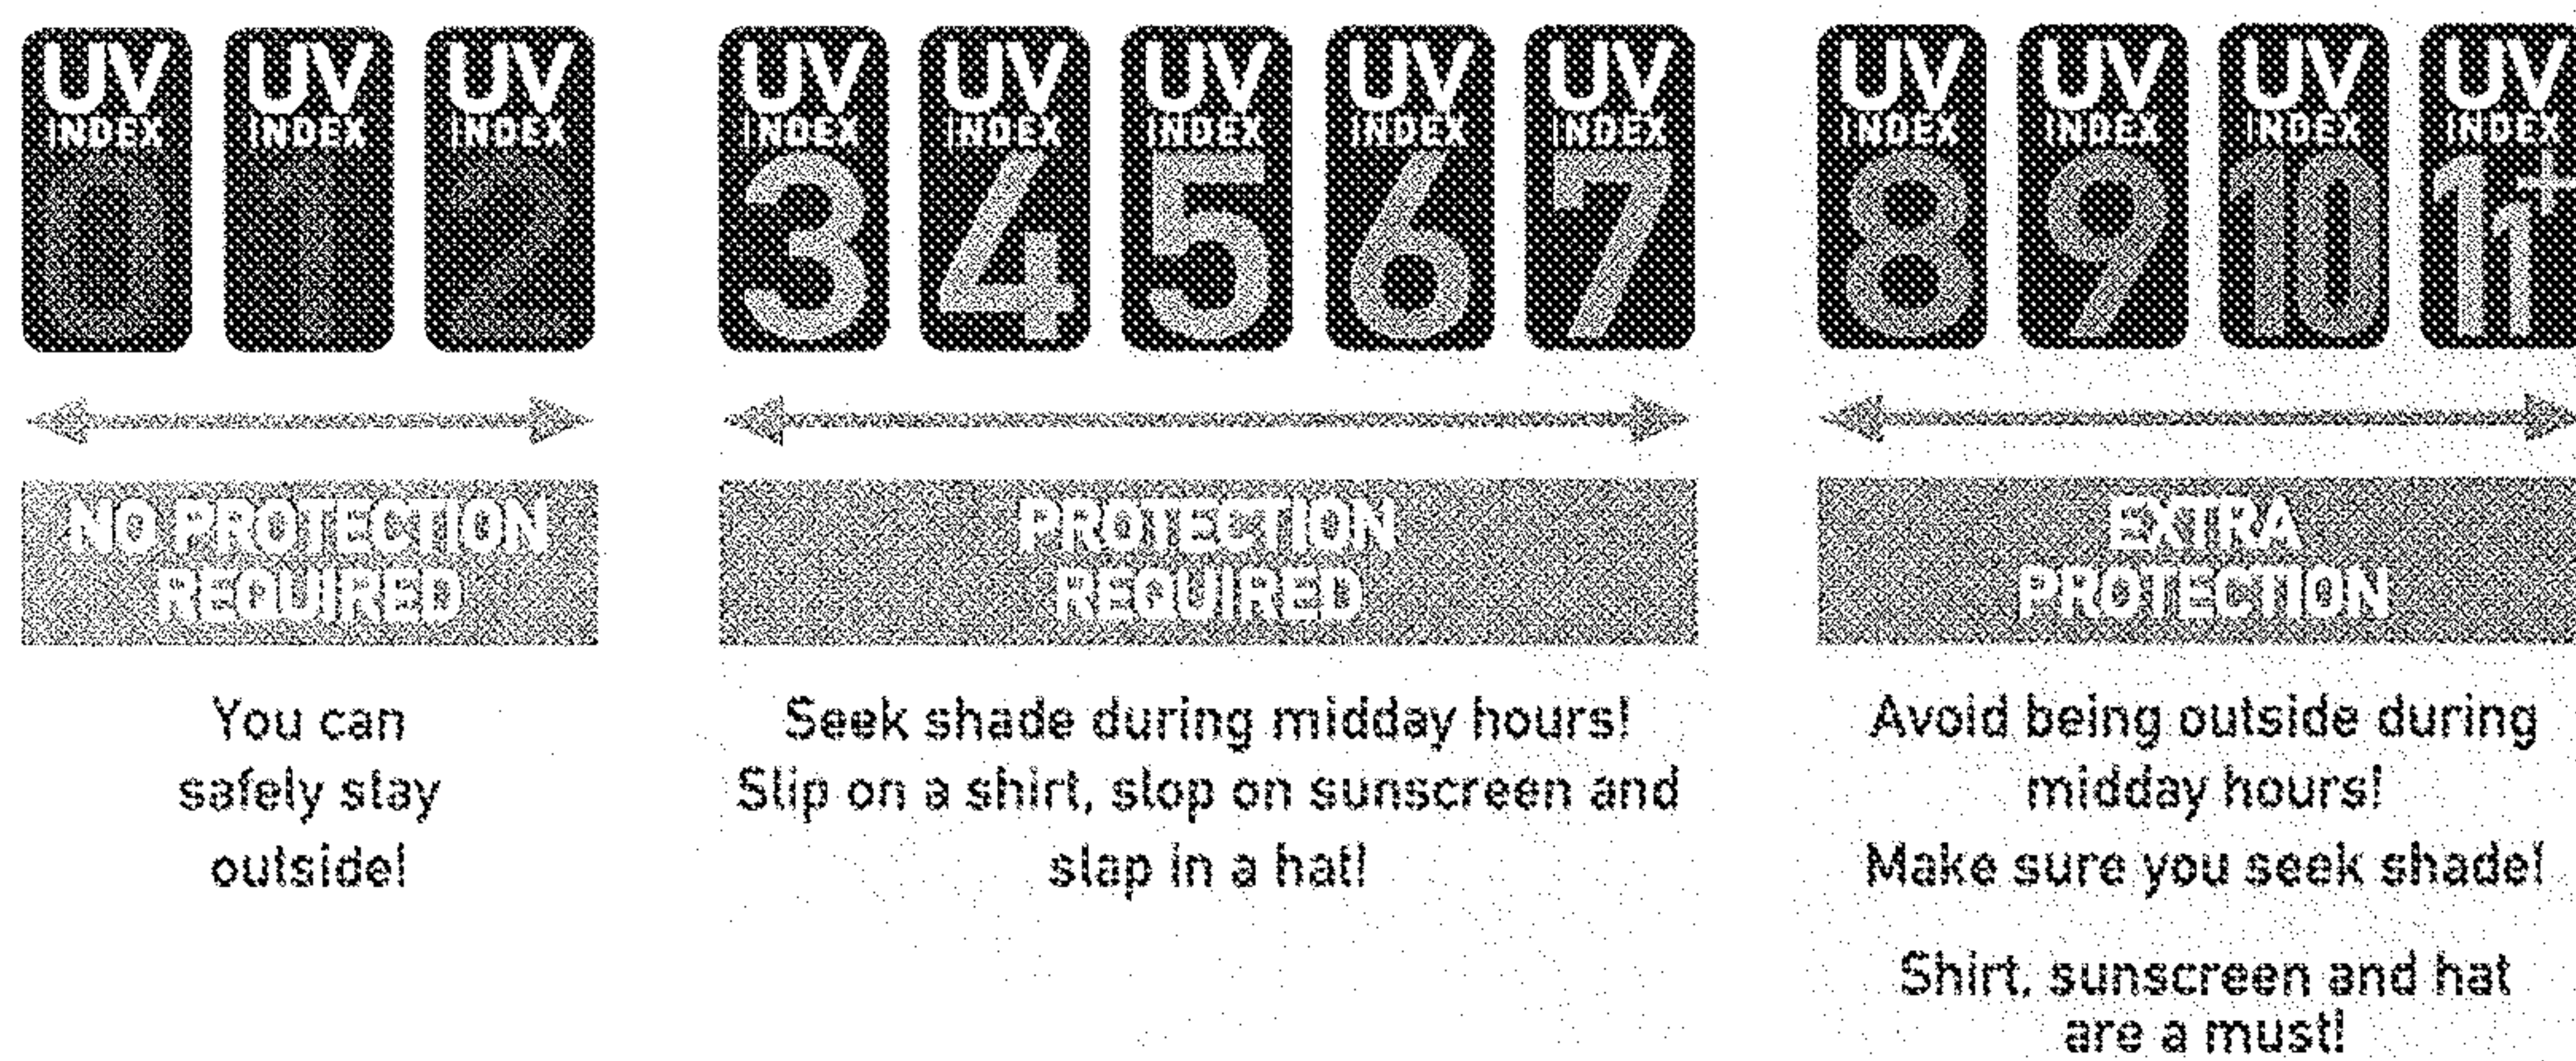 UV INDEX 0
UV INDEX 1
UV INDEX 2
NO PROTECTION
REQUIRED
You can
safely stay
outside!
UV INDEX 3
UV INDEX 4
UV INDEX 5
UV INDEX 6
UV INDEX 7
PROTECTION
REQUIRED
Seek shade during midday hours!
Slip on a shirt, slop on sunscreen and
slap in a hat!
UV INDEX 8
UV INDEX 9
UV INDEX 10
UV INDEX 11+
EXTRA
PROTECTION
Avoid being outside during
midday hours!
Make sure you seek shade!
Shirt, sunscreen and hat
are a must!